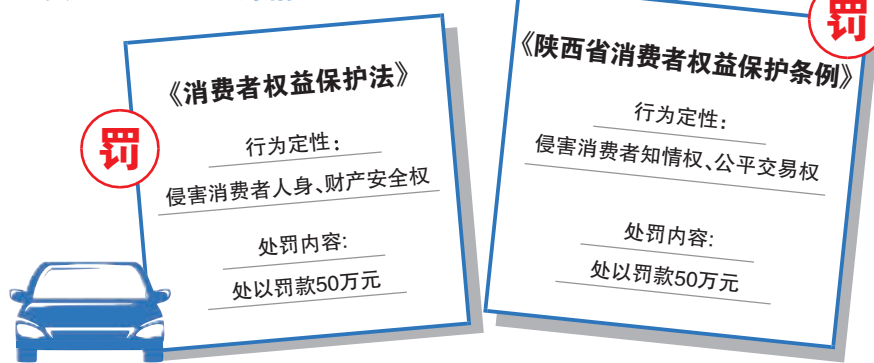 《消费者权益保护法》
罚
行为定性：
侵害消费者人身、财产安全权
处罚内容:
处以罚款50万元
罚
《陕西省消费者权益保护条例》
行为定性：
侵害消费者知情权、公平交易权
处罚内容:
处以罚款50万元